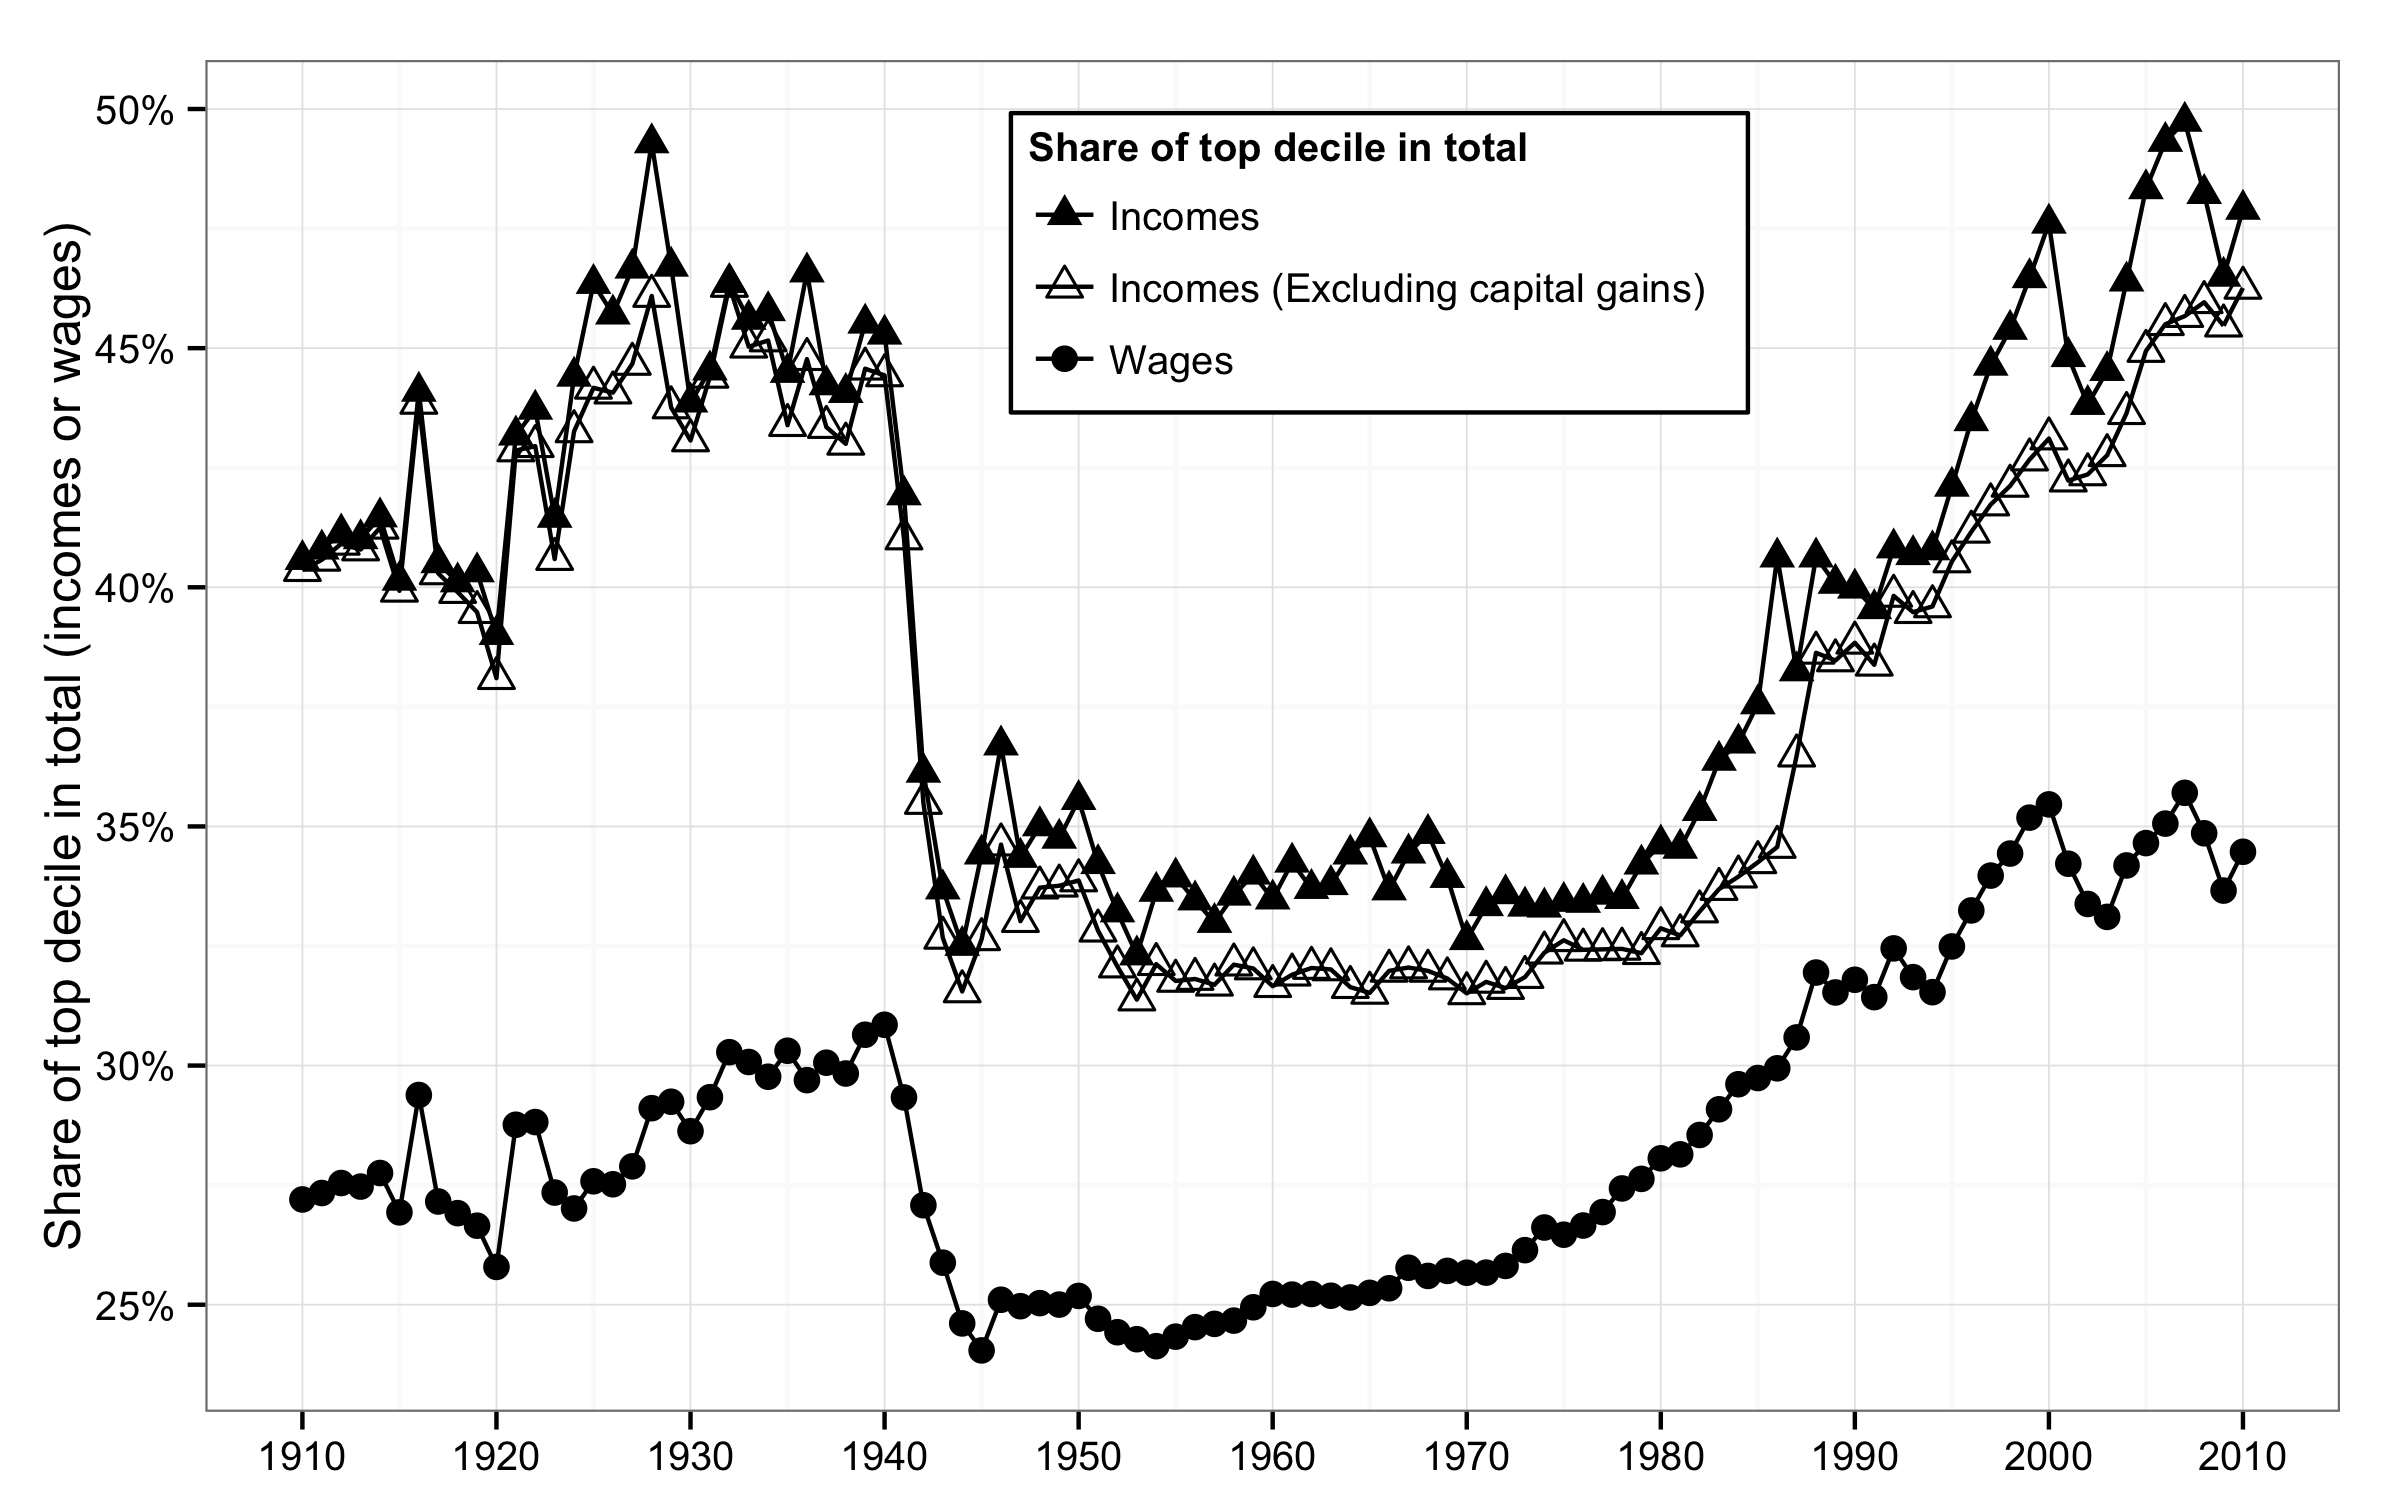 Share of top decile in total (incomes or wages)
50%
45%
40%
35%
30%
25%
Share of top decile in total
Incomes
Incomes (Excluding capital gains)
Wages
1910 1920 1930 1940 1950 1960 1970 1980 1990 2000 2010